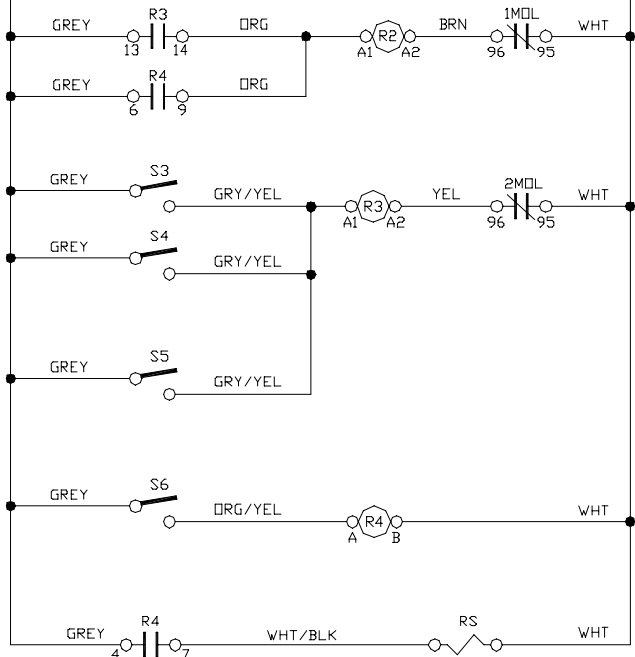 GREY R3 ORG BRN 1MOL WHT
13 14 A1 R2 A2 96 95
GREY R4 ORG
6 9
GREY S3 GRY/YEL YEL 2MOL WHT
A1 R3 A2 96 95
GREY S4 GRY/YEL
GREY S5 GRY/YEL
GREY S6 ORG/YEL R4 WHT
A B
GREY R4 WHT/BLK RS WHT
4 7